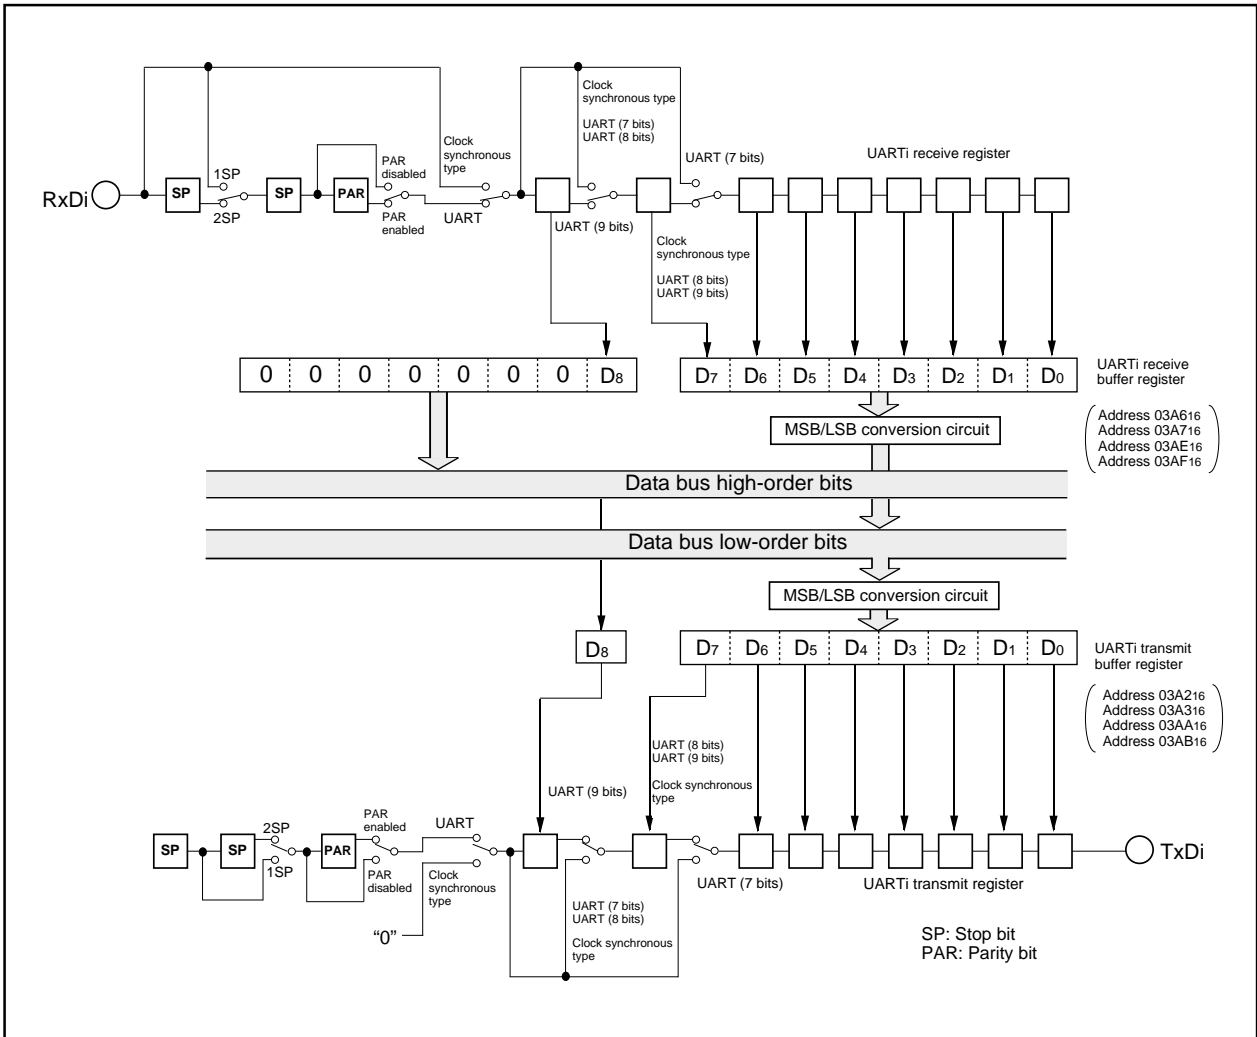 Clock
synchronous type
UART (7 bits)
UART (8 bits)
Clock
synchronous
type
PAR
disabled
UART (7 bits)
UARTi receive register
1SP
RxDi
SP
SP
PAR
2SP
PAR
enabled
UART
UART (9 bits)
Clock
synchronous type
UART (8 bits)
UART (9 bits)
0 0 0 0 0 0 0 D8
D7 D6 D5 D4 D3 D2 D1 D0
UARTi receive
buffer register
MSB/LSB conversion circuit
Address 03A616
Address 03A716
Address 03AE16
Address 03AF16
Data bus high-order bits
Data bus low-order bits
MSB/LSB conversion circuit
D8
D7 D6 D5 D4 D3 D2 D1 D0
UARTi transmit
buffer register
Address 03A216
Address 03A316
Address 03AA16
Address 03AB16
UART (8 bits)
UART (9 bits)
Clock synchronous
type
UART (9 bits)
PAR
enabled
UART
2SP
SP
SP
PAR
TxDi
1SP
PAR
disabled
Clock
synchronous
type
UART (7 bits)
UARTi transmit register
UART (7 bits)
UART (8 bits)
Clock synchronous
type
“0”
SP: Stop bit
PAR: Parity bit